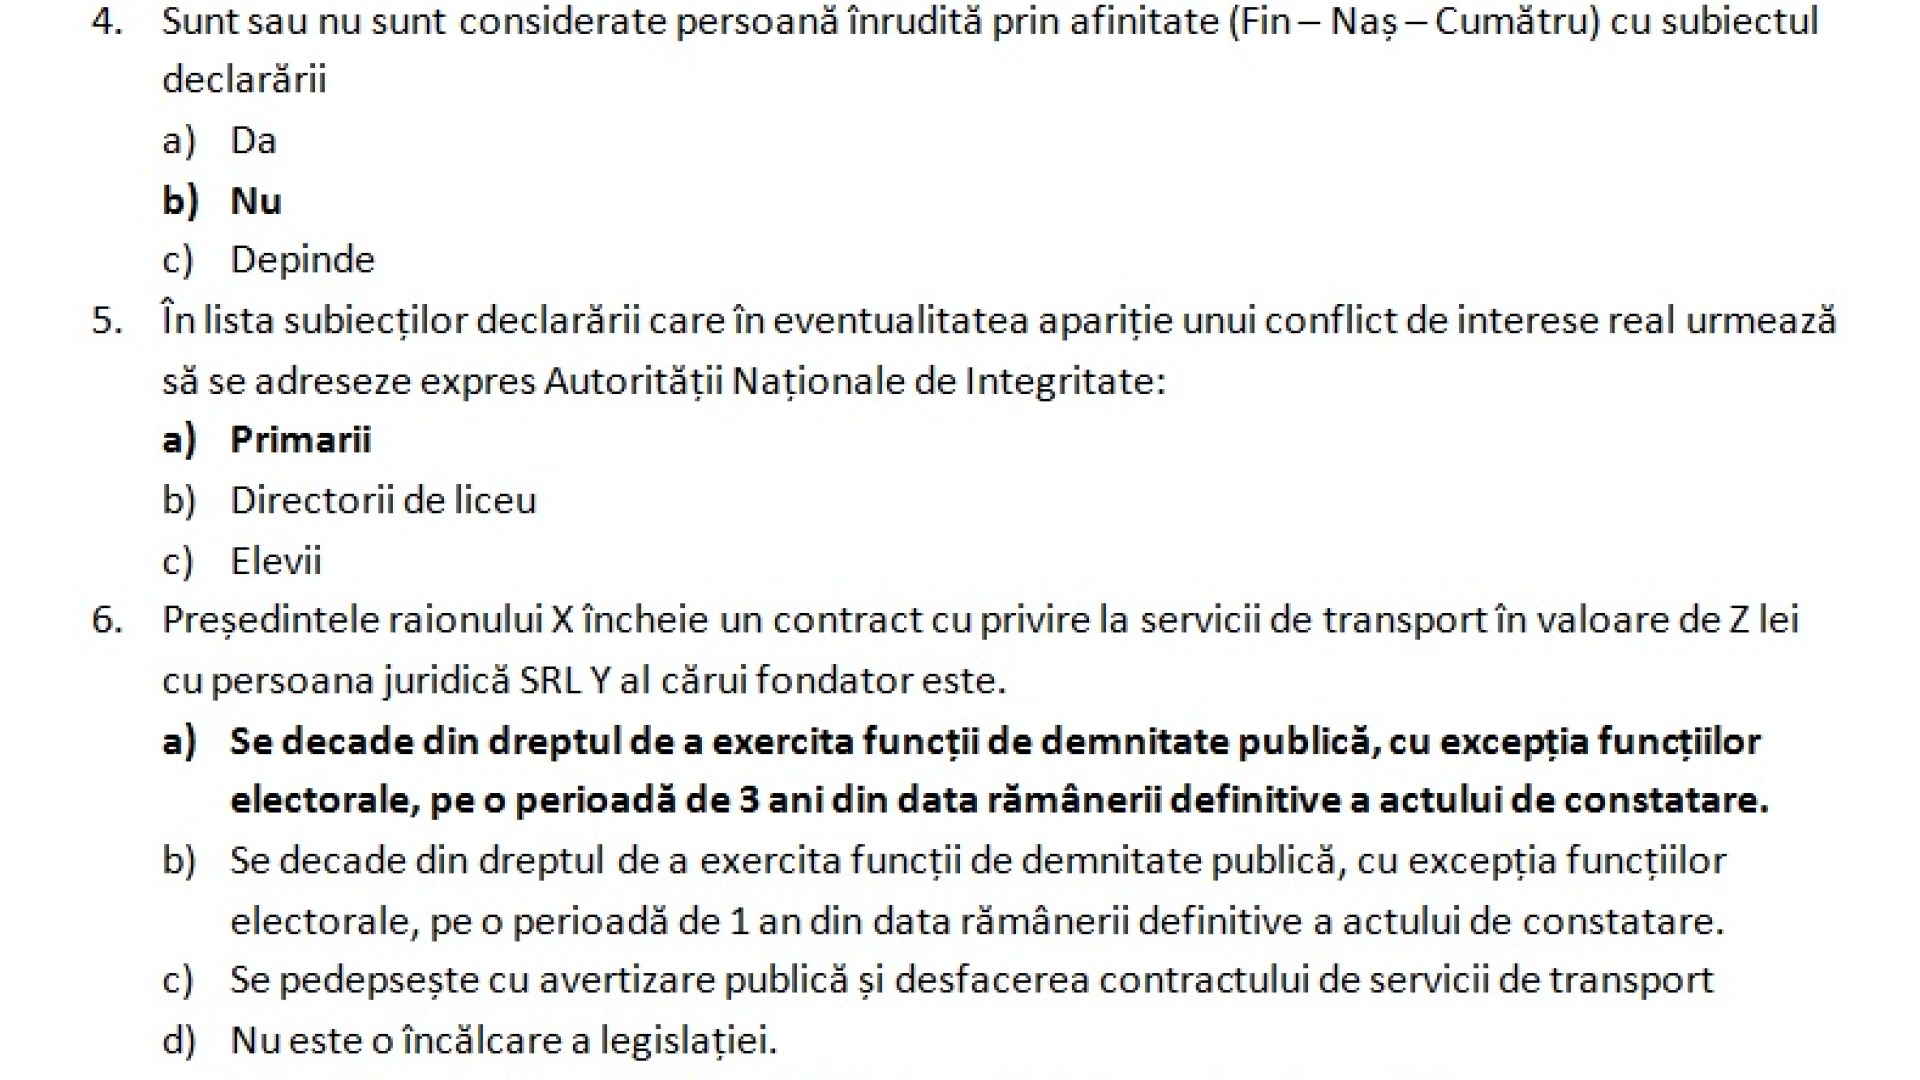 4. Sunt sau nu sunt considerate persoană înrudită prin afinitate (Fin – Naș – Cumătru) cu subiectul
declarării
a) Da
b) Nu
c) Depinde
5. În lista subiecților declarării care în eventualitatea apariție unui conflict de interese real urmează
să se adreseze expres Autorității Naționale de Integritate:
a) Primarii
b) Directorii de liceu
c) Elevii
6. Președintele raionului X încheie un contract cu privire la servicii de transport în valoare de Z lei
cu persoana juridică SRL Y al cărui fondator este.
a) Se decade din dreptul de a exercita funcții de demnitate publică, cu excepția funcțiilor
electorale, pe o perioadă de 3 ani din data rămânerii definitive a actului de constatare.
b) Se decade din dreptul de a exercita funcții de demnitate publică, cu excepția funcțiilor
electorale, pe o perioadă de 1 an din data rămânerii definitive a actului de constatare.
c) Se pedepsește cu avertizare publică și desfacerea contractului de servicii de transport
d) Nu este o încălcare a legislației.